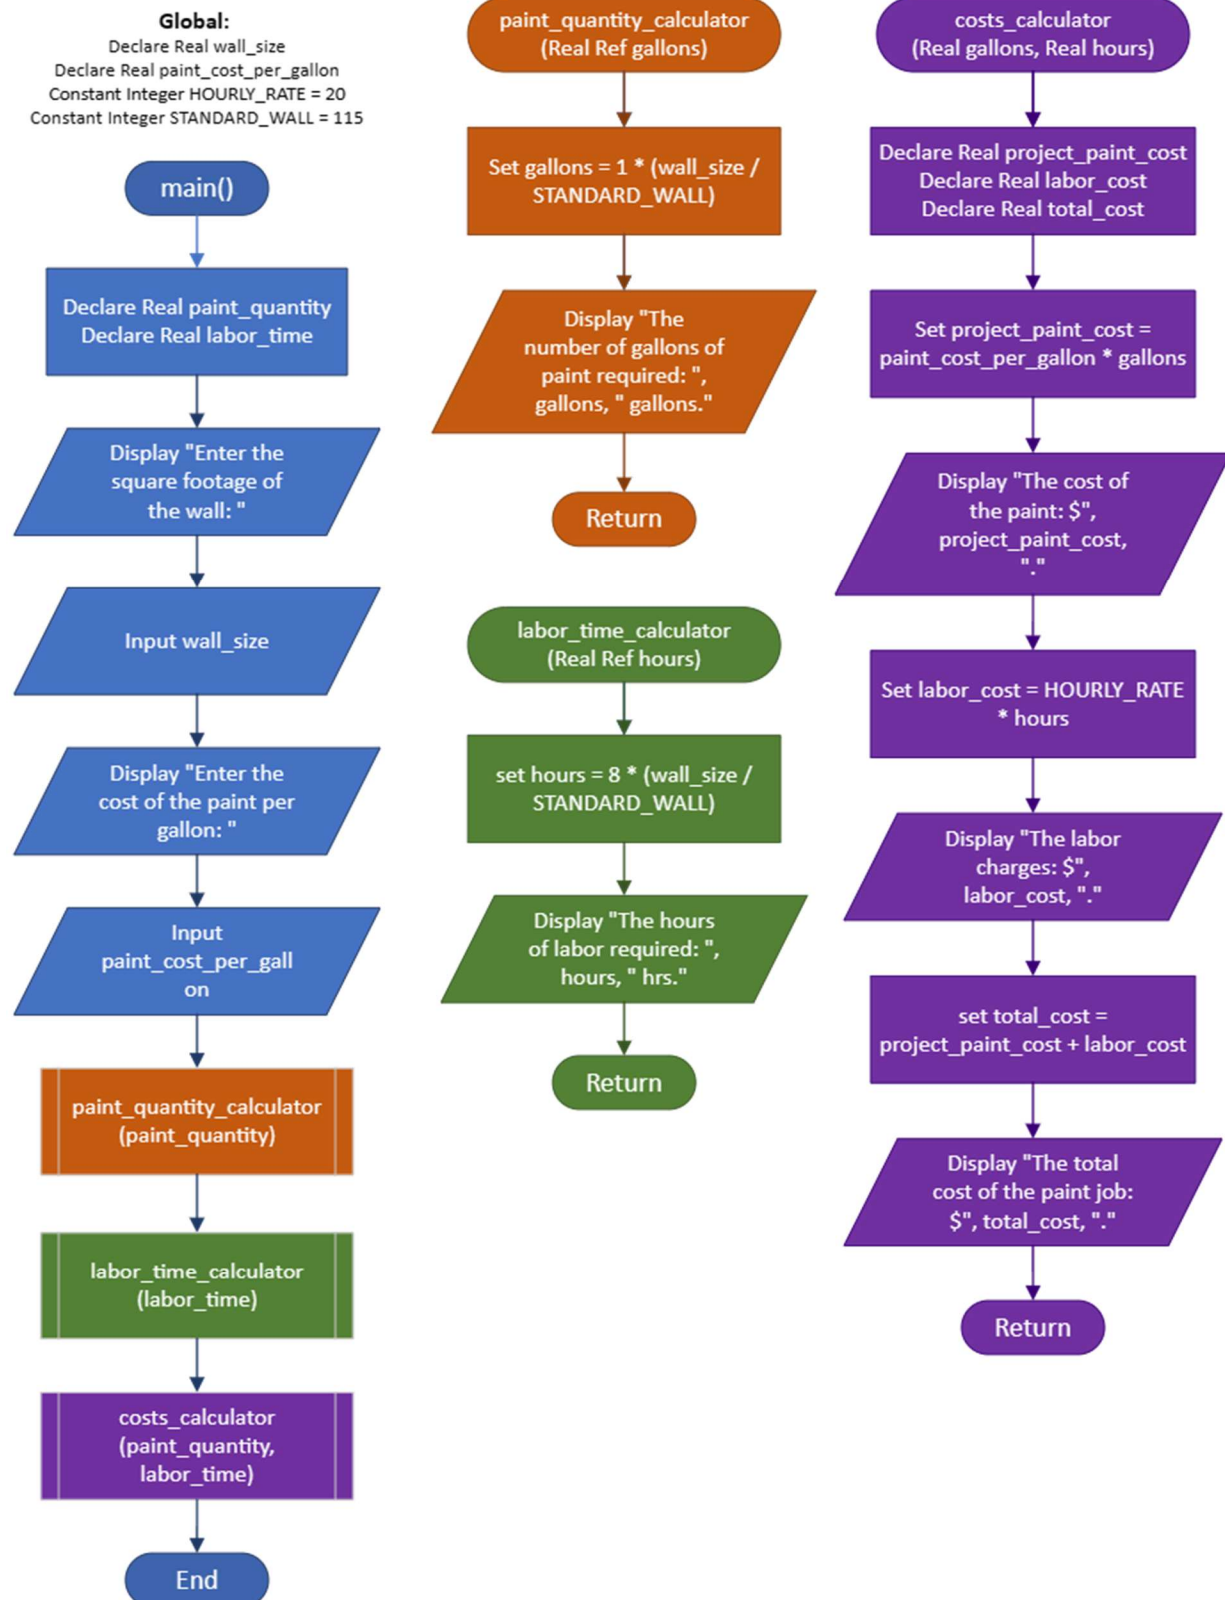 Global:
Declare Real wall_size
Declare Real paint_cost_per_gallon
Constant Integer HOURLY_RATE = 20
Constant Integer STANDARD_WALL = 115
main()
Declare Real paint_quantity
Declare Real labor_time
Display "Enter the
square footage of
the wall: "
Input wall_size
Display "Enter the
cost of the paint per
gallon: "
Input
paint_cost_per_gall
on
paint_quantity_calculator
(paint_quantity)
labor_time_calculator
(labor_time)
costs_calculator
(paint_quantity,
labor_time)
End
paint_quantity_calculator
(Real Ref gallons)
Set gallons = 1 * (wall_size /
STANDARD_WALL)
Display "The
number of gallons of
paint required: ",
gallons, " gallons."
Return
labor_time_calculator
(Real Ref hours)
set hours = 8 * (wall_size /
STANDARD_WALL)
Display "The hours
of labor required: ",
hours, " hrs."
Return
costs_calculator
(Real gallons, Real hours)
Declare Real project_paint_cost
Declare Real labor_cost
Declare Real total_cost
Set project_paint_cost =
paint_cost_per_gallon * gallons
Display "The cost of
the paint: $",
project_paint_cost,
"."
Set labor_cost = HOURLY_RATE
* hours
Display "The labor
charges: $",
labor_cost, "."
set total_cost =
project_paint_cost + labor_cost
Display "The total
cost of the paint job:
$", total_cost, "."
Return